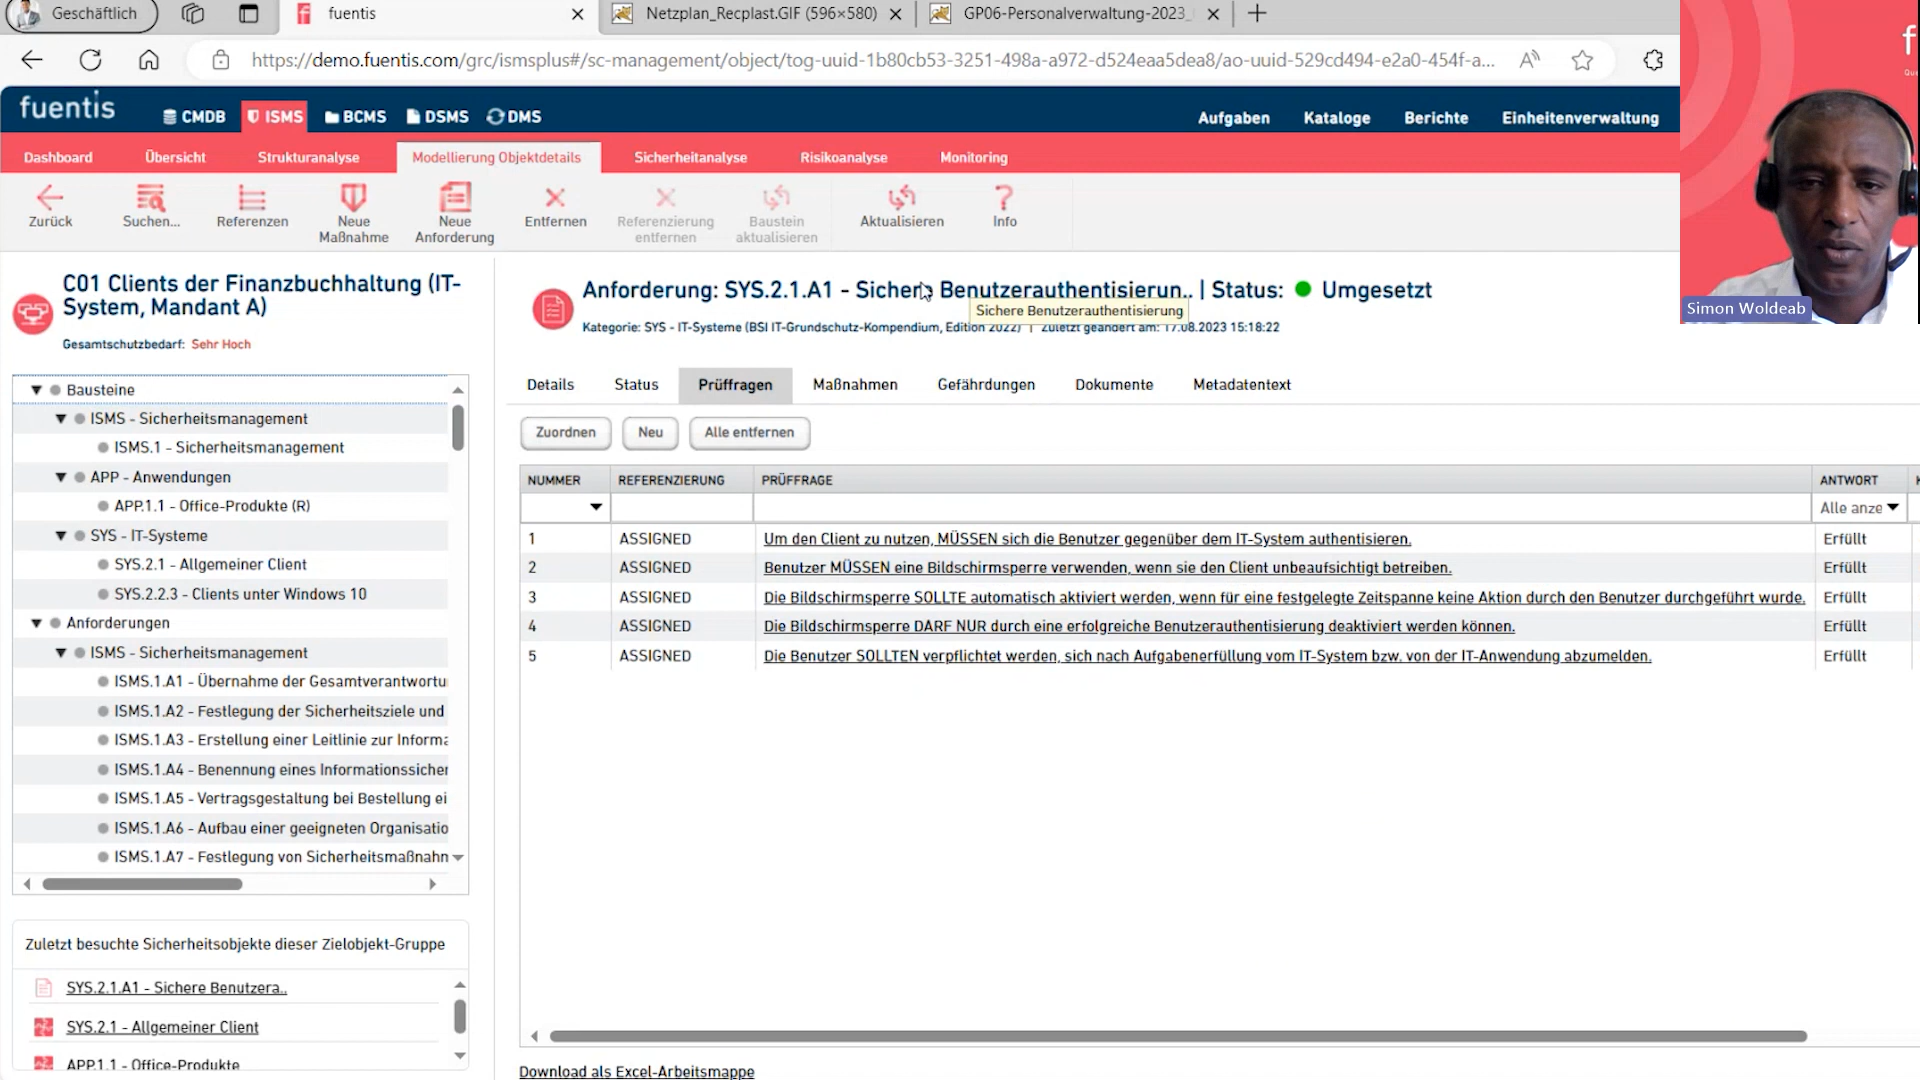 Geschäftlich
fuentis
Netzplan_Recplast.GIF (596×580)
GP06-Personalverwaltung-2023_
https://demo.fuentis.com/grc/ismsplus#/sc-management/object/tog-uuid-1b80cb53-3251-498a-a972-d524eaa5dea8/ao-uuid-529cd494-e2a0-454f-a...
fuentis
CMDB
ISMS
BCMS
DSMS
DMS
Aufgaben
Kataloge
Berichte
Einheitenverwaltung
Dashboard
Übersicht
Strukturanalyse
Modellierung Objektdetails
Sicherheitanalyse
Risikoanalyse
Monitoring
Zurück
Suchen...
Referenzen
Neue
Maßnahme
Neue
Anforderung
Entfernen
Referenzierung
entfernen
Baustein
aktualisieren
Aktualisieren
Info
Simon Woldeab
C01 Clients der Finanzbuchhaltung (IT-
System, Mandant A)
Gesamtschutzbedarf: Sehr Hoch
Bausteine
ISMS - Sicherheitsmanagement
ISMS.1 - Sicherheitsmanagement
APP - Anwendungen
APP.1.1 - Office-Produkte (R)
SYS - IT-Systeme
SYS.2.1 - Allgemeiner Client
SYS.2.2.3 - Clients unter Windows 10
Anforderungen
ISMS - Sicherheitsmanagement
ISMS.1.A1 - Übernahme der Gesamtverantwortu
ISMS.1.A2 - Festlegung der Sicherheitsziele und
ISMS.1.A3 - Erstellung einer Leitlinie zur Informa
ISMS.1.A4 - Benennung eines Informationssicher
ISMS.1.A5 - Vertragsgestaltung bei Bestellung ei
ISMS.1.A6 - Aufbau einer geeigneten Organisatio
ISMS.1.A7 - Festlegung von Sicherheitsmaßnahn
Zuletzt besuchte Sicherheitsobjekte dieser Zielobjekt-Gruppe
SYS.2.1.A1 - Sichere Benutzera..
SYS.2.1 - Allgemeiner Client
APP.1.1 - Office-Produkte
Anforderung: SYS.2.1.A1 - Sichere Benutzerauthentisierun.. | Status: Umgesetzt
Sichere Benutzerauthentisierung
Kategorie: SYS - IT-Systeme (BSI IT-Grundschutz-Kompendium, Edition 2022) | Zuletzt geändert am: 17.08.2023 15:18:22
Details
Status
Prüffragen
Maßnahmen
Gefährdungen
Dokumente
Metadatentext
Zuordnen
Neu
Alle entfernen
NUMMER REFERENZIERUNG PRÜFFRAGE ANTWORT
Alle anze
1 ASSIGNED Um den Client zu nutzen, MÜSSEN sich die Benutzer gegenüber dem IT-System authentisieren. Erfüllt
2 ASSIGNED Benutzer MÜSSEN eine Bildschirmsperre verwenden, wenn sie den Client unbeaufsichtigt betreiben. Erfüllt
3 ASSIGNED Die Bildschirmsperre SOLLTE automatisch aktiviert werden, wenn für eine festgelegte Zeitspanne keine Aktion durch den Benutzer durchgeführt wurde. Erfüllt
4 ASSIGNED Die Bildschirmsperre DARF NUR durch eine erfolgreiche Benutzerauthentisierung deaktiviert werden können. Erfüllt
5 ASSIGNED Die Benutzer SOLLTEN verpflichtet werden, sich nach Aufgabenerfüllung vom IT-System bzw. von der IT-Anwendung abzumelden. Erfüllt
Download als Excel-Arbeitsmappe